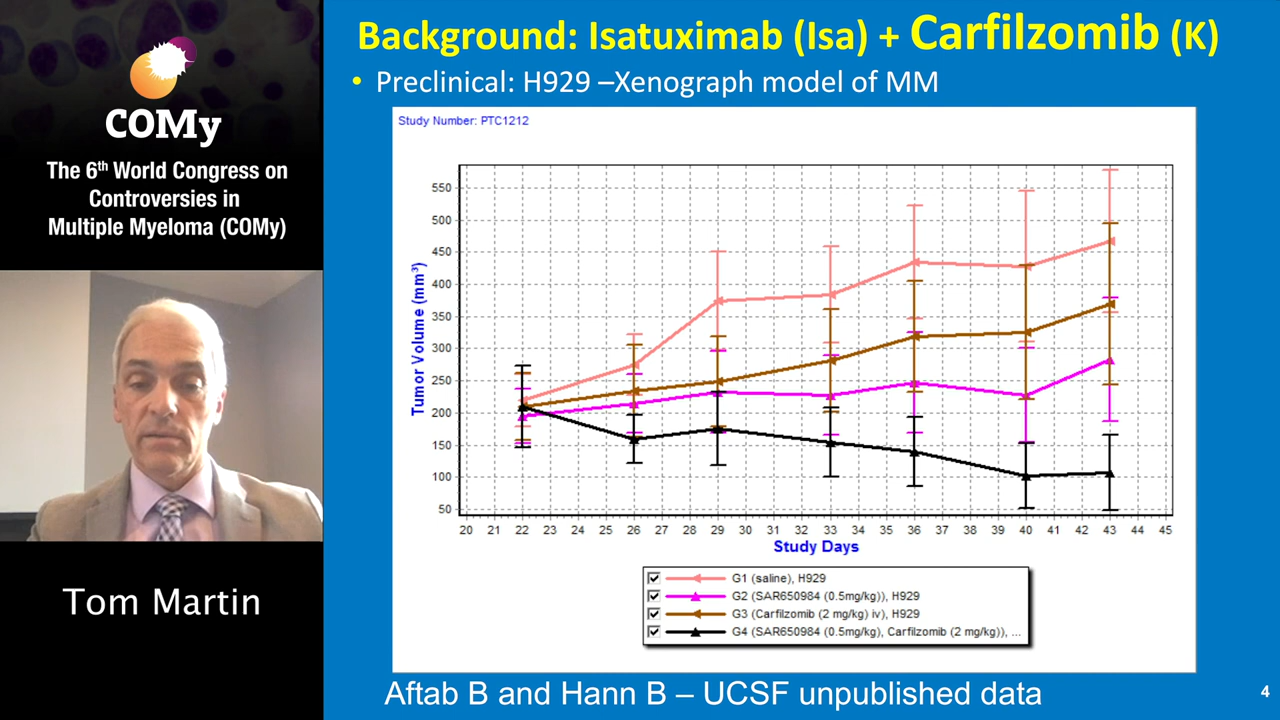 COMy
The 6th World Congress on
Controversies in
Multiple Myeloma (COMy)
Tom Martin
Background: Isatuximab (Isa) + Carfilzomib (K)
• Preclinical: H929 –Xenograph model of MM
Study Number: PTC1212
Tumor Volume (mm³)
550
500
450
400
350
300
250
200
150
100
50
20 21 22 23 24 25 26 27 28 29 30 31 32 33 34 35 36 37 38 39 40 41 42 43 44 45
Study Days
G1 (saline), H929
G2 (SAR650984 (0.5mg/kg)), H929
G3 (Carfilzomib (2 mg/kg) iv), H929
G4 (SAR650984 (0.5mg/kg), Carfilzomib (2 mg/kg)), ...
Aftab B and Hann B – UCSF unpublished data
4